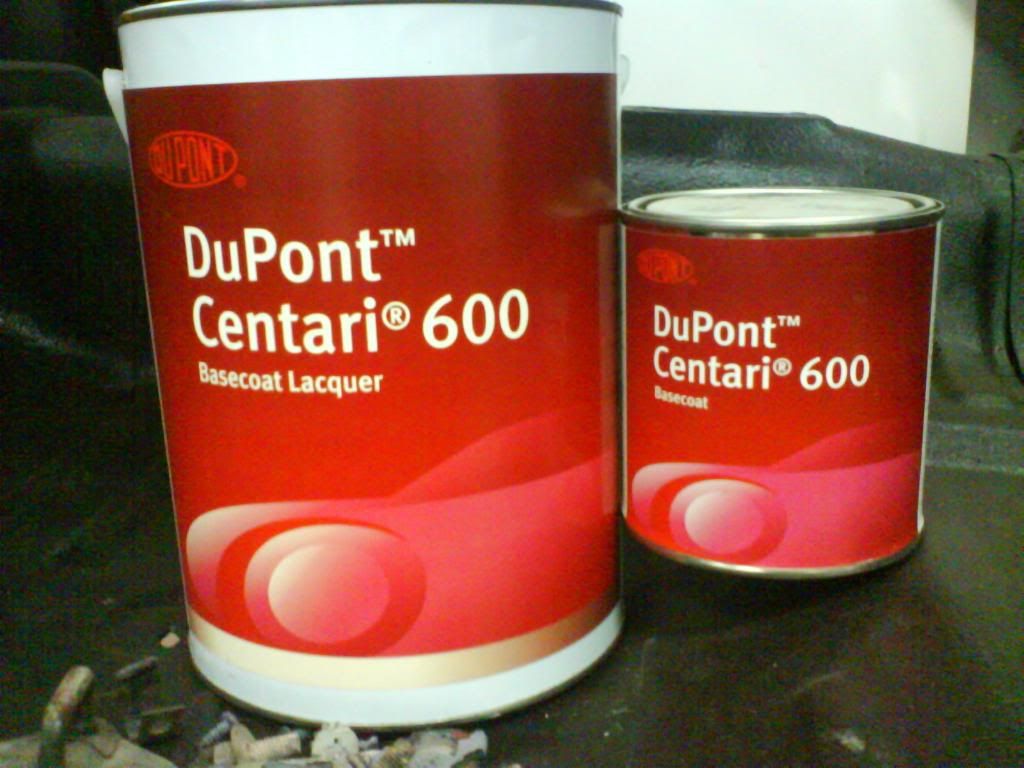 DUPONT®
DuPont™
Centari® 600
Basecoat Lacquer
DUPONT
DuPont™
Centari® 600
Basecoat